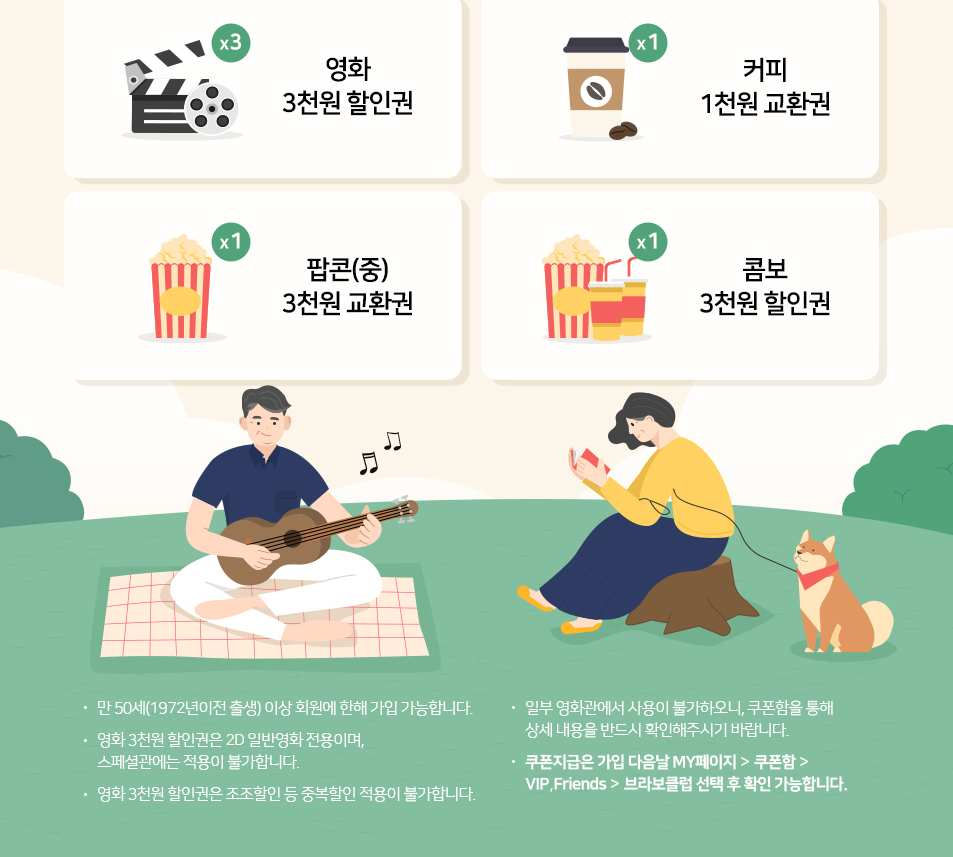 x3
영화
3천원 할인권
x1
커피
1천원 교환권
x1
팝콘(중)
3천원 교환권
x1
콤보
3천원 할인권
· 만 50세(1972년이전 출생) 이상 회원에 한해 가입 가능합니다.
· 영화 3천원 할인권은 2D 일반영화 전용이며,
스페셜관에는 적용이 불가합니다.
· 영화 3천원 할인권은 조조할인 등 중복할인 적용이 불가합니다.
· 일부 영화관에서 사용이 불가하오니, 쿠폰함을 통해
상세 내용을 반드시 확인해주시기 바랍니다.
· 쿠폰지급은 가입 다음날 MY페이지 > 쿠폰함 >
VIP,Friends > 브라보클럽 선택 후 확인 가능합니다.